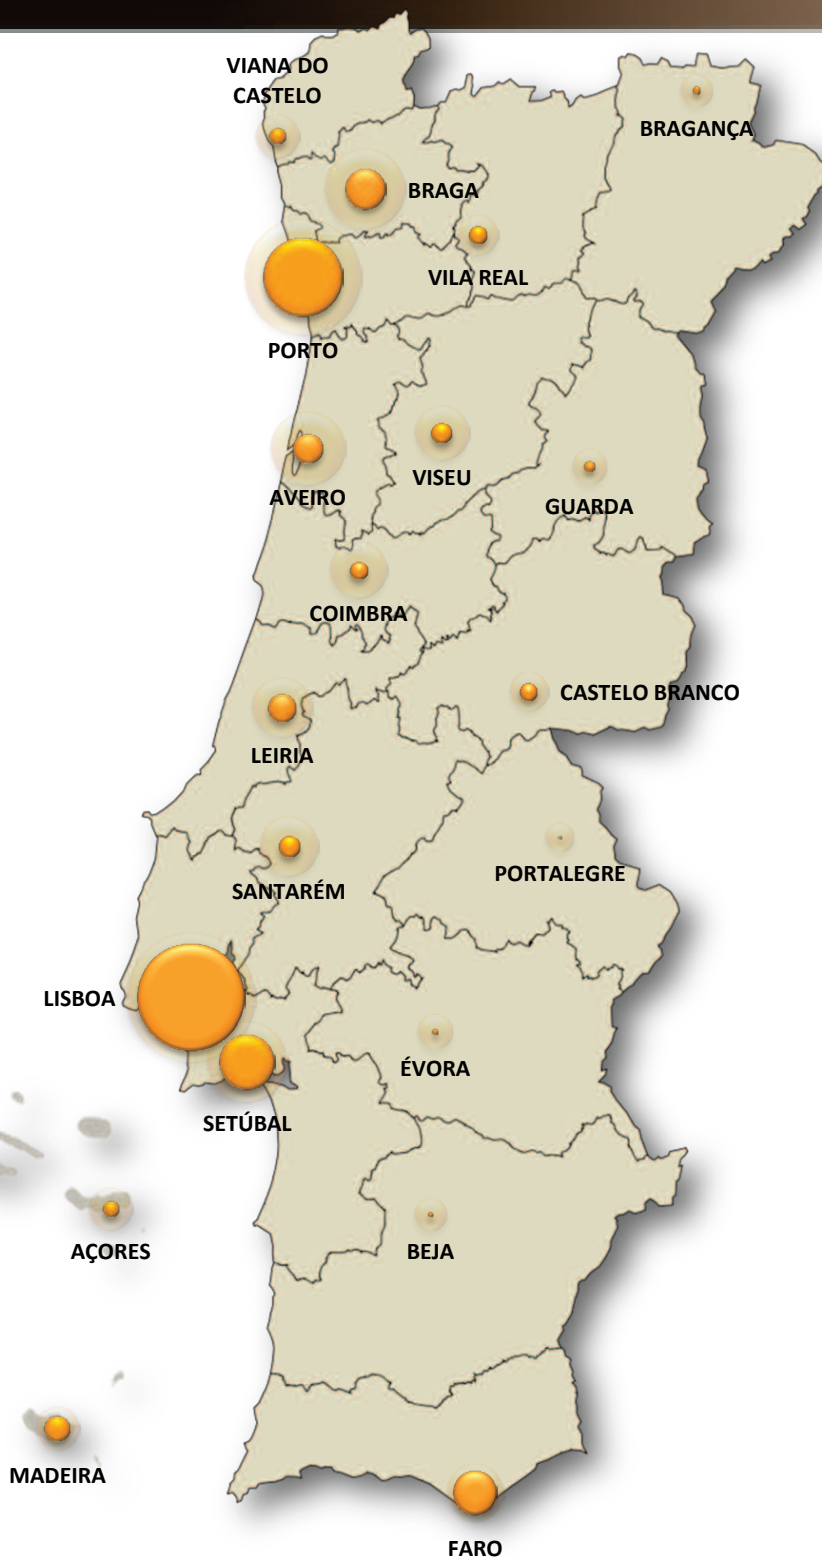 VIANA DO
CASTELO
BRAGANÇA
BRAGA
VILA REAL
PORTO
VISEU
AVEIRO
GUARDA
COIMBRA
CASTELO BRANCO
LEIRIA
PORTALEGRE
SANTARÉM
LISBOA
ÉVORA
SETÚBAL
AÇORES
BEJA
MADEIRA
FARO